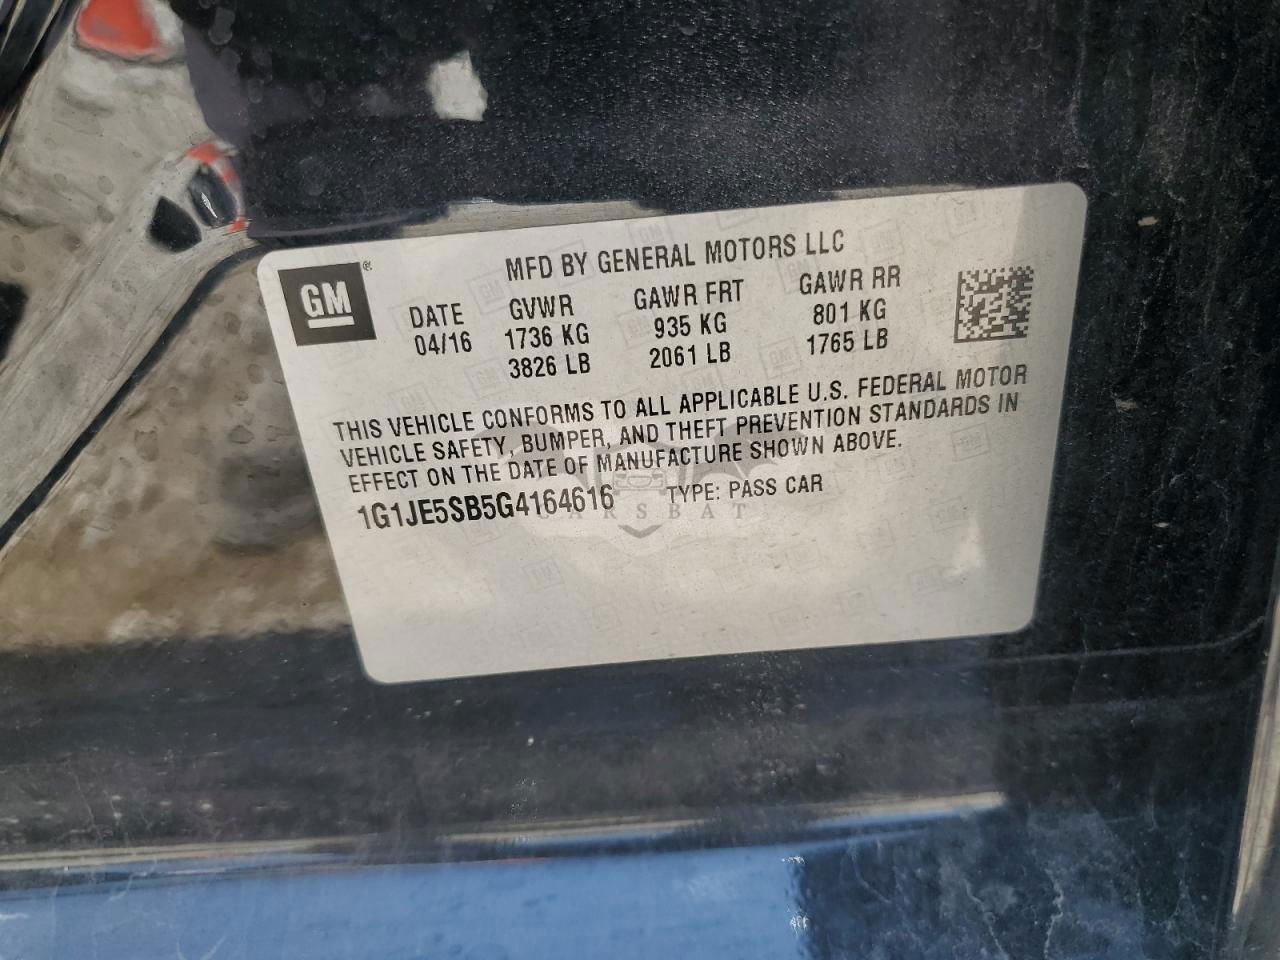 GM
®
MFD BY GENERAL MOTORS LLC
DATE GVWR GAWR FRT GAWR RR
04/16 1736 KG 935 KG 801 KG
3826 LB 2061 LB 1765 LB
THIS VEHICLE CONFORMS TO ALL APPLICABLE U.S. FEDERAL MOTOR
VEHICLE SAFETY, BUMPER, AND THEFT PREVENTION STANDARDS IN
EFFECT ON THE DATE OF MANUFACTURE SHOWN ABOVE.
1G1JE5SB5G4164616 TYPE: PASS CAR
CARSBAT